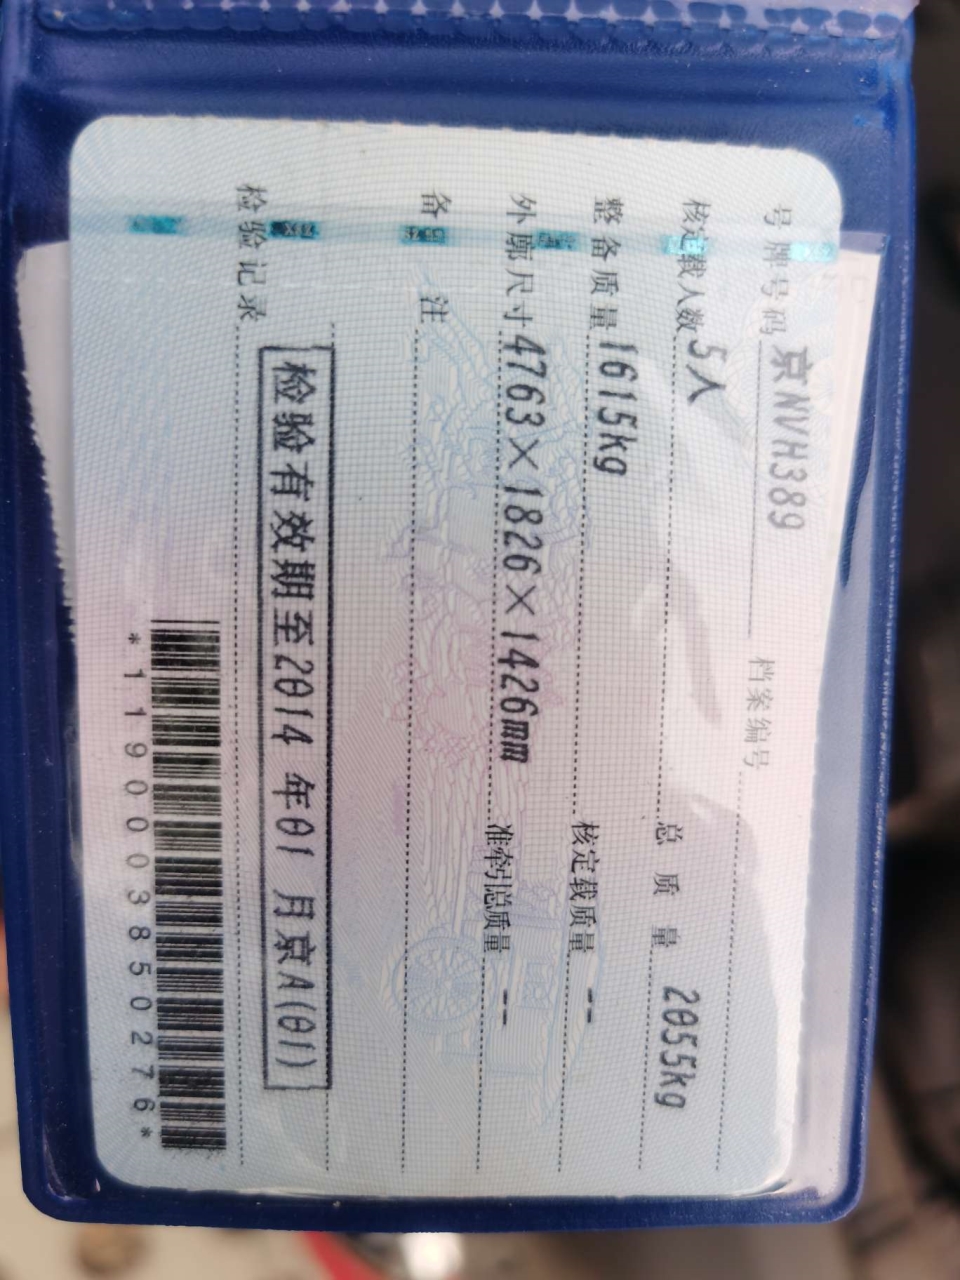 号牌号码 京NVH389 档案编号
核定载人数 5人 总质量 2055kg
整备质量 1615kg 核定载质量 --
外廓尺寸 4763×1826×1426mm 准牵引总质量 --
备注
检验有效期至2014年01月京A(01)
检验记录
*1190003850276*